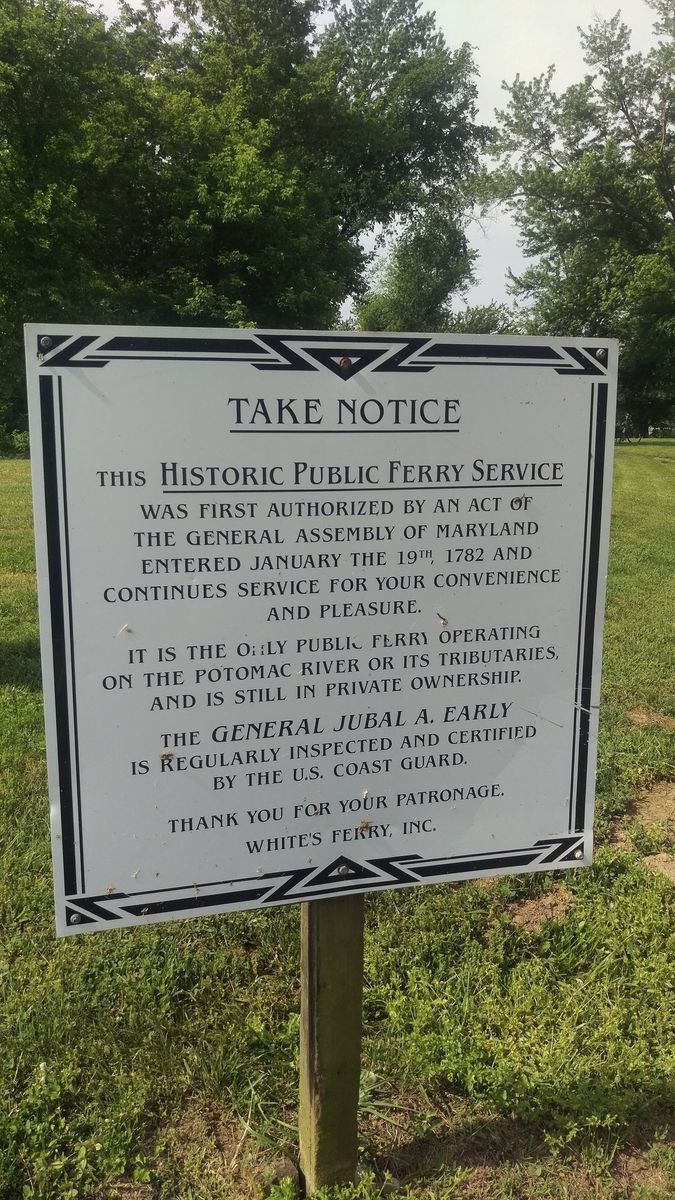 TAKE NOTICE
THIS HISTORIC PUBLIC FERRY SERVICE
WAS FIRST AUTHORIZED BY AN ACT OF
THE GENERAL ASSEMBLY OF MARYLAND
ENTERED JANUARY THE 19TH, 1782 AND
CONTINUES SERVICE FOR YOUR CONVENIENCE
AND PLEASURE.
IT IS THE ONLY PUBLIC FERRY OPERATING
ON THE POTOMAC RIVER OR ITS TRIBUTARIES,
AND IS STILL IN PRIVATE OWNERSHIP.
THE GENERAL JUBAL A. EARLY
IS REGULARLY INSPECTED AND CERTIFIED
BY THE U.S. COAST GUARD.
THANK YOU FOR YOUR PATRONAGE.
WHITE'S FERRY, INC.